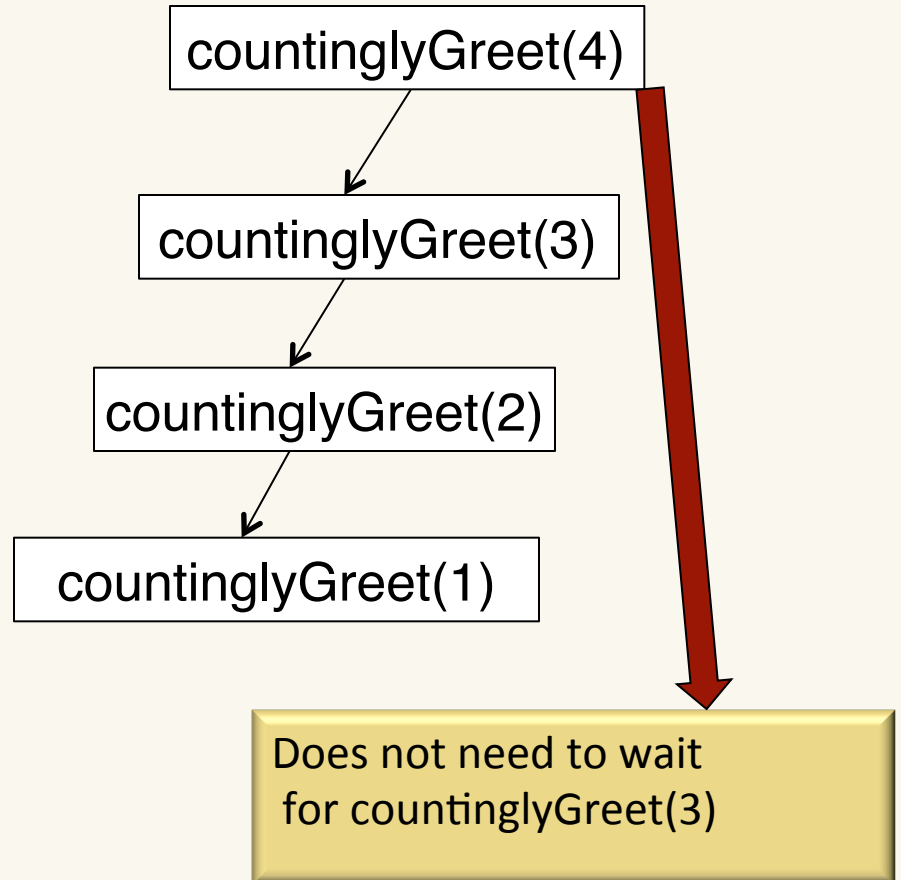 countinglyGreet(4)
countinglyGreet(3)
countinglyGreet(2)
countinglyGreet(1)
Does not need to wait
for countinglyGreet(3)